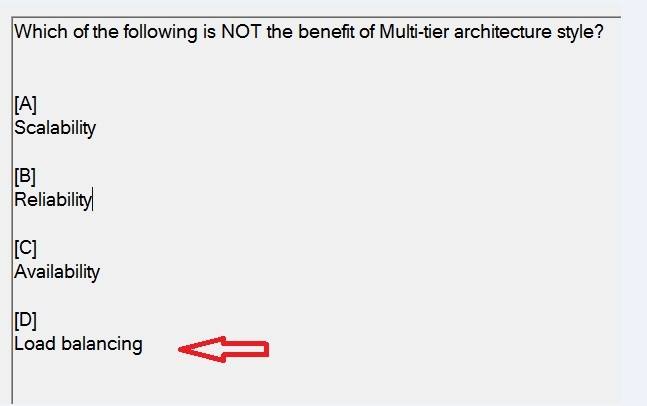 Which of the following is NOT the benefit of Multi-tier architecture style?
[A]
Scalability
[B]
Reliability
[C]
Availability
[D]
Load balancing